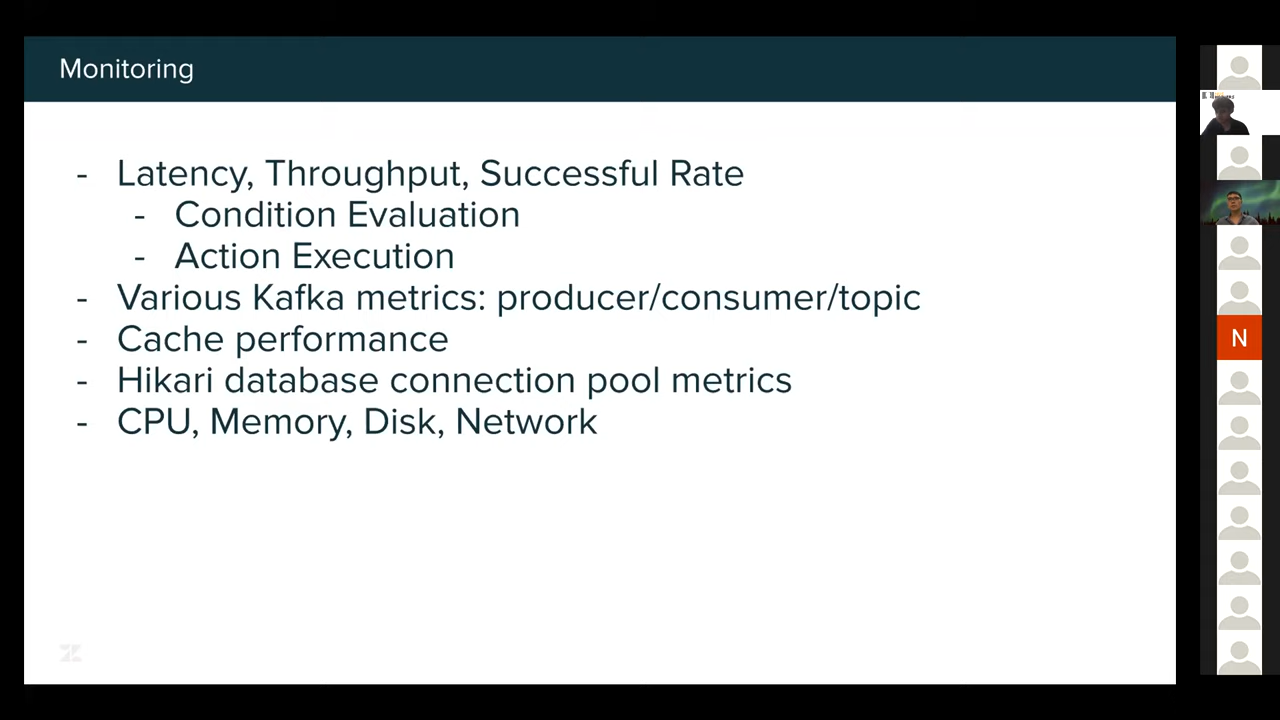 Monitoring
- Latency, Throughput, Successful Rate
- Condition Evaluation
- Action Execution
- Various Kafka metrics: producer/consumer/topic
- Cache performance
- Hikari database connection pool metrics
- CPU, Memory, Disk, Network
N